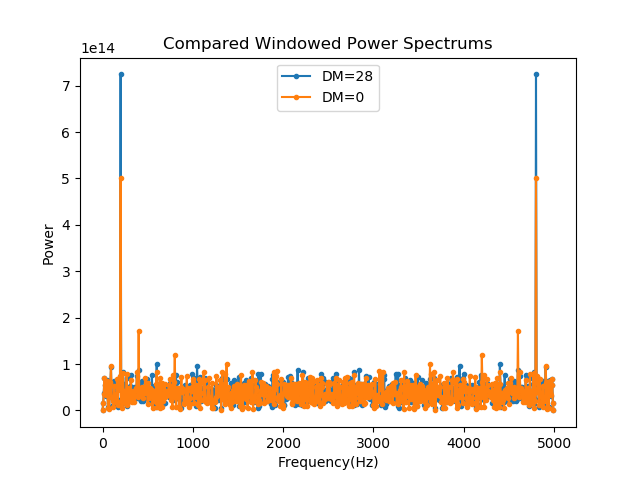 Compared Windowed Power Spectrums
1e14
DM=28
DM=0
7
6
5
4
3
2
1
0
Power
0 1000 2000 3000 4000 5000
Frequency(Hz)